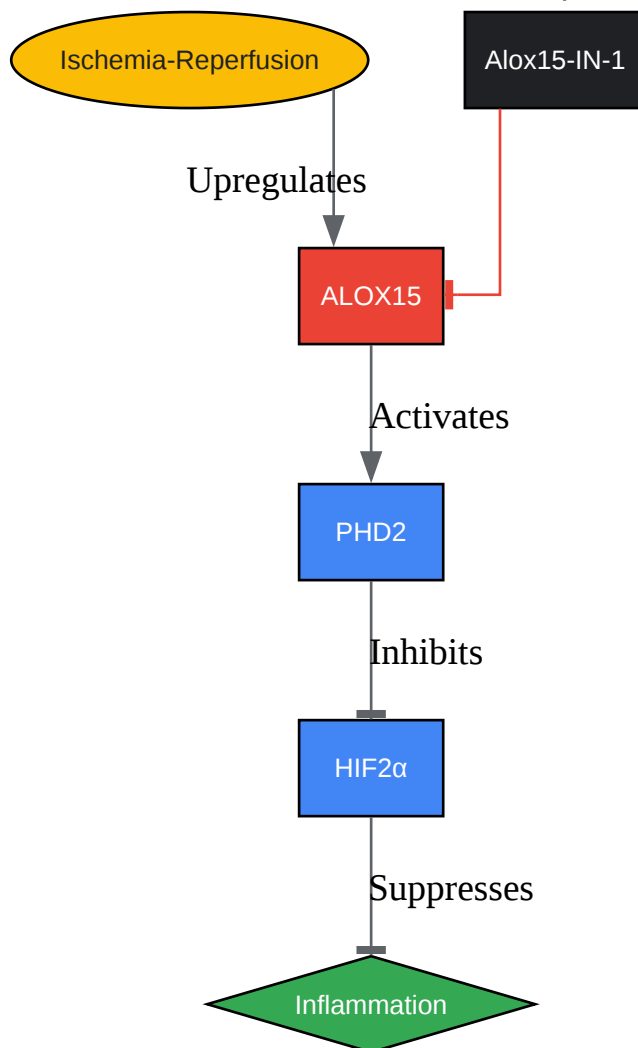 Ischemia-Reperfusion
Alox15-IN-1
Upregulates
ALOX15
Activates
PHD2
Inhibits
HIF2α
Suppresses
Inflammation